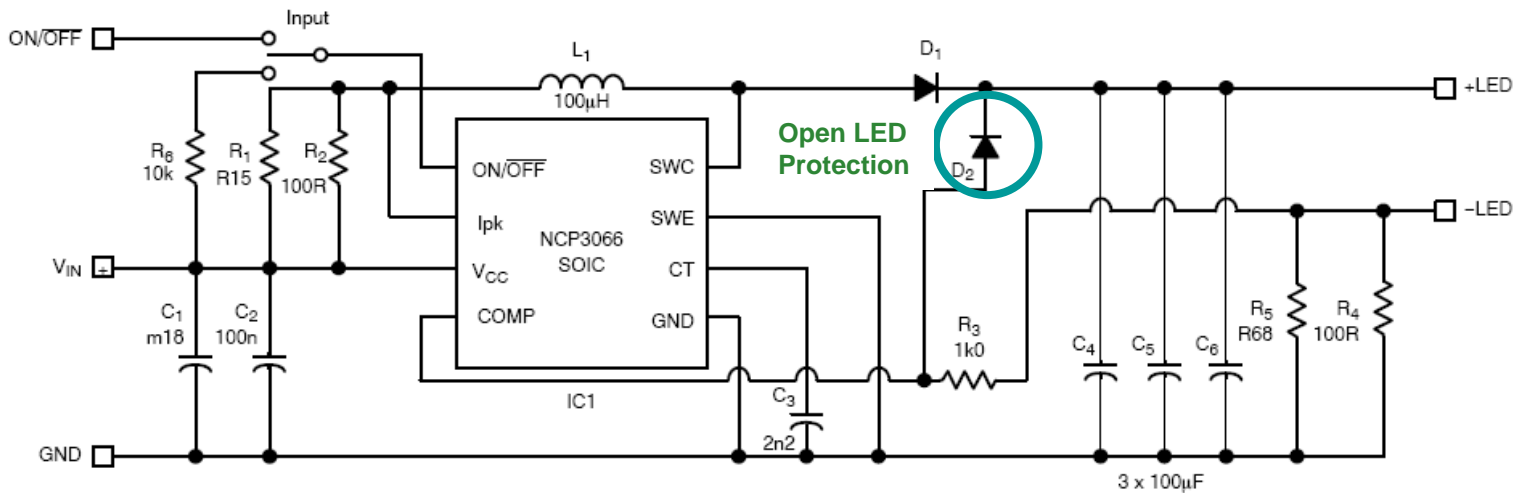 Input
ON/O̅F̅F̅
L1
100µH
D1
+LED
Open LED
Protection
D2
R6
10k
R1
R15
R2
100R
ON/O̅F̅F̅
SWC
Ipk
SWE
NCP3066
SOIC
-LED
VIN
+
VCC
CT
COMP
GND
C1
m18
C2
100n
R3
1k0
C4
C5
C6
R5
R68
R4
100R
IC1
C3
2n2
GND
3 x 100µF